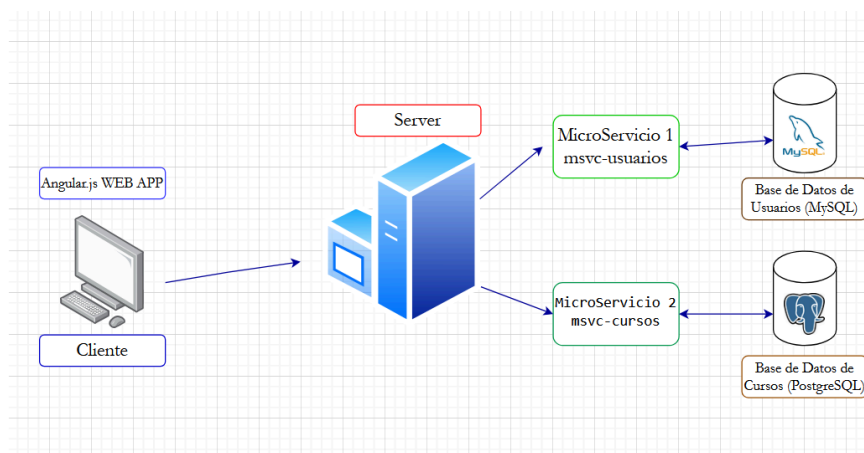 Angular.js WEB APP
Cliente
Server
MicroServicio 1
msvc-usuarios
MySQL
Base de Datos de
Usuarios (MySQL)
MicroServicio 2
msvc-cursos
Base de Datos de
Cursos (PostgreSQL)